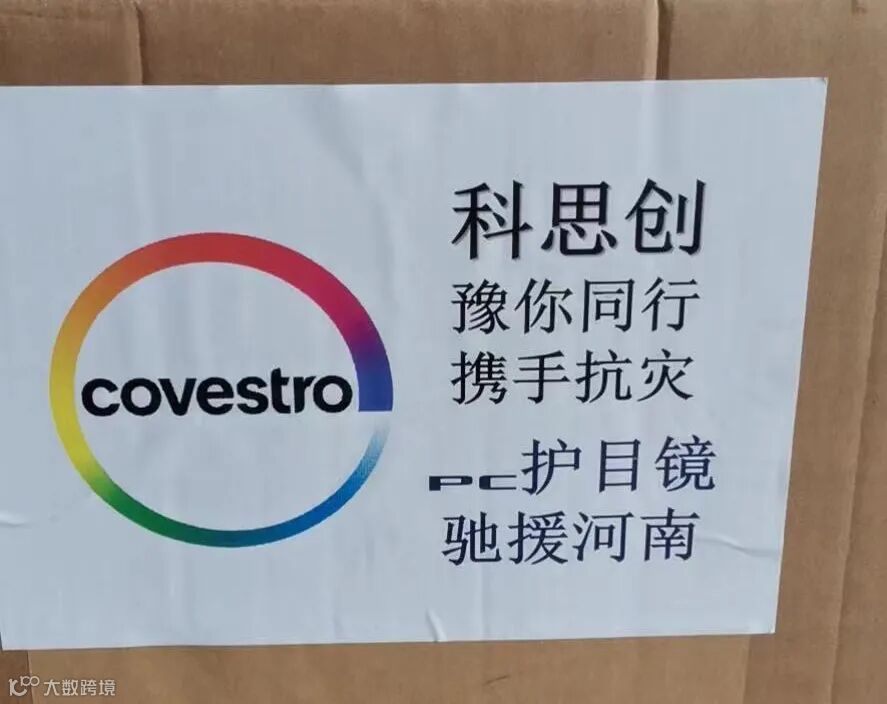 covestro
科思创
豫你同行
携手抗灾
PC护目镜
驰援河南
大数跨境